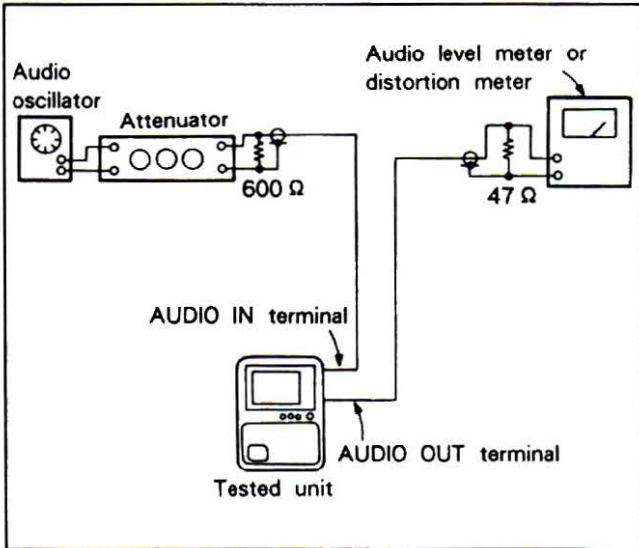 Audio level meter or
distortion meter
Audio
oscillator
Attenuator
600 Ω
47 Ω
AUDIO IN terminal
AUDIO OUT terminal
Tested unit